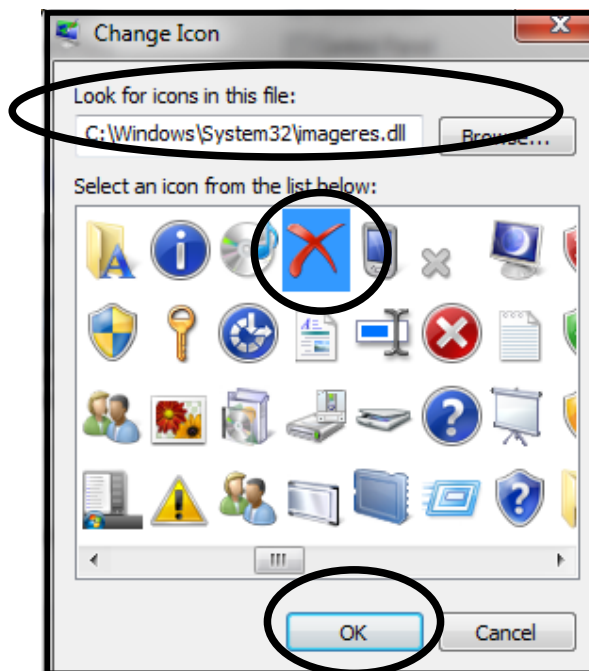 Change Icon
Look for icons in this file:
C:\Windows\System32\imageres.dll
Browse...
Select an icon from the list below:
OK
Cancel